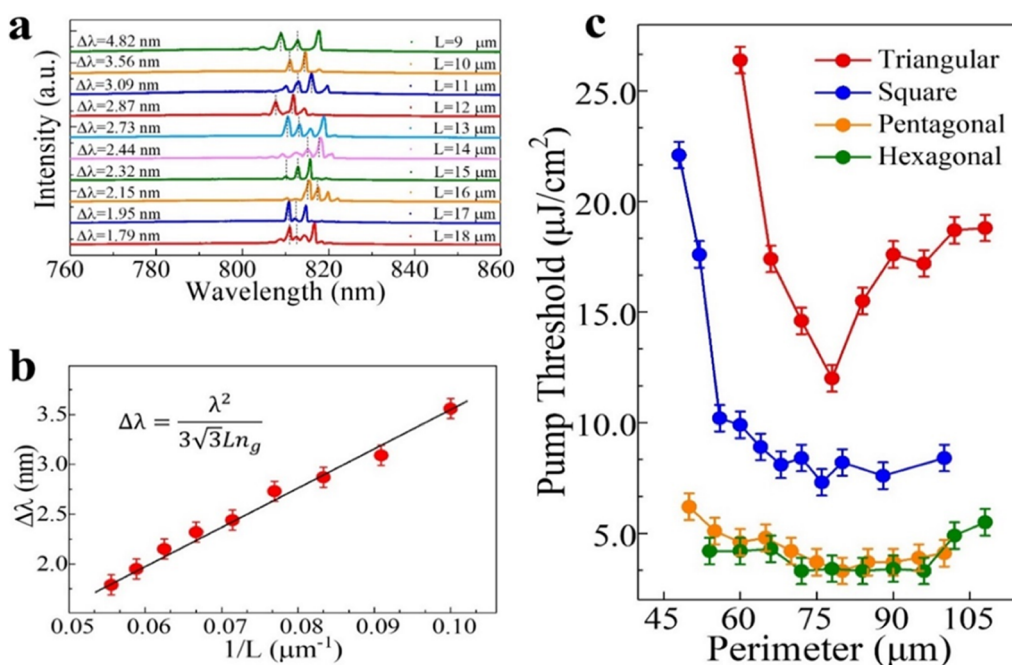 a
Intensity (a.u.)
Δλ=4.82 nm L=9 μm
Δλ=3.56 nm L=10 μm
Δλ=3.09 nm L=11 μm
Δλ=2.87 nm L=12 μm
Δλ=2.73 nm L=13 μm
Δλ=2.44 nm L=14 μm
Δλ=2.32 nm L=15 μm
Δλ=2.15 nm L=16 μm
Δλ=1.95 nm L=17 μm
Δλ=1.79 nm L=18 μm
760 780 800 820 840 860
Wavelength (nm)
b
Δλ (nm)
3.5
3.0
2.5
2.0
Δλ = λ² / 3√3Ln_g
0.05 0.06 0.07 0.08 0.09 0.10
1/L (μm⁻¹)
c
Pump Threshold (μJ/cm²)
25.0
20.0
15.0
10.0
5.0
Triangular
Square
Pentagonal
Hexagonal
45 60 75 90 105
Perimeter (μm)